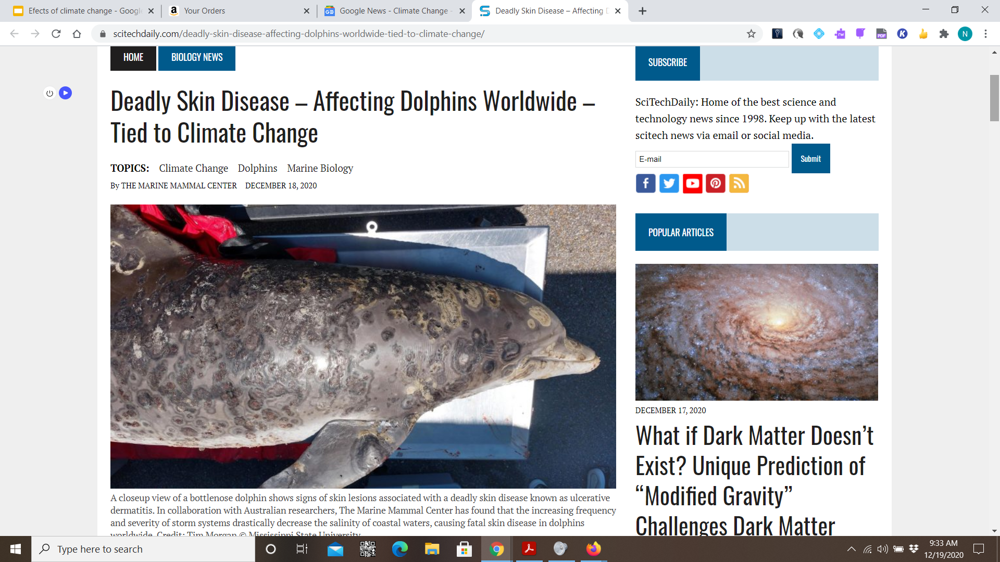 Effects of climate change - Googl
Your Orders
Google News - Climate Change -
Deadly Skin Disease – Affecting D
scitechdaily.com/deadly-skin-disease-affecting-dolphins-worldwide-tied-to-climate-change/
N
HOME
BIOLOGY NEWS
Deadly Skin Disease – Affecting Dolphins Worldwide –
Tied to Climate Change
TOPICS: Climate Change Dolphins Marine Biology
By THE MARINE MAMMAL CENTER DECEMBER 18, 2020
A closeup view of a bottlenose dolphin shows signs of skin lesions associated with a deadly skin disease known as ulcerative
dermatitis. In collaboration with Australian researchers, The Marine Mammal Center has found that the increasing frequency
and severity of storm systems drastically decrease the salinity of coastal waters, causing fatal skin disease in dolphins
worldwide. Credit: Tim Morgan © Mississippi State University
SUBSCRIBE
SciTechDaily: Home of the best science and
technology news since 1998. Keep up with the latest
scitech news via email or social media.
E-mail
Submit
POPULAR ARTICLES
DECEMBER 17, 2020
What if Dark Matter Doesn’t
Exist? Unique Prediction of
“Modified Gravity”
Challenges Dark Matter
Type here to search
9:33 AM
12/19/2020